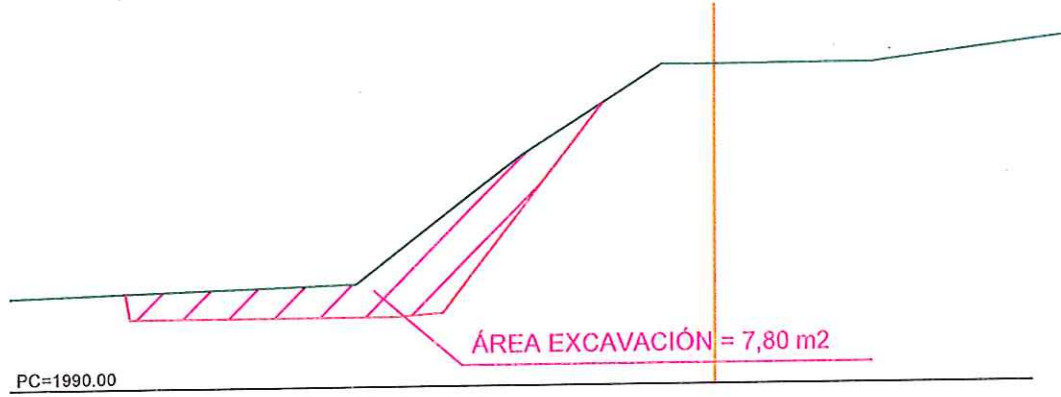 ÁREA EXCAVACIÓN = 7,80 m2
PC=1990.00